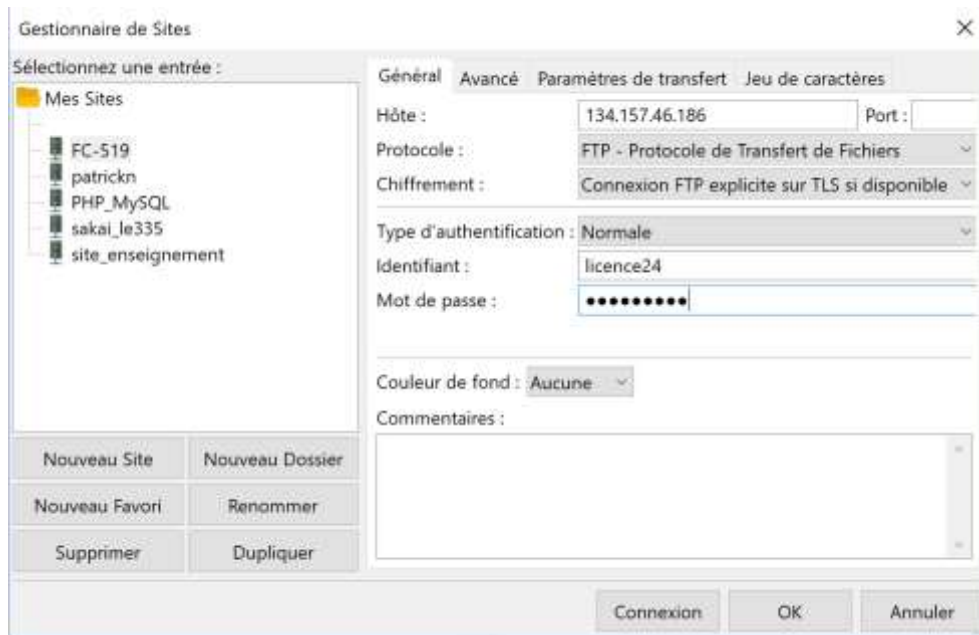 Gestionnaire de Sites
Sélectionnez une entrée :
Mes Sites
FC-519
patrickn
PHP_MySQL
sakai_le335
site_enseignement
Nouveau Site
Nouveau Dossier
Nouveau Favori
Renommer
Supprimer
Dupliquer
Général Avancé Paramètres de transfert Jeu de caractères
Hôte : 134.157.46.186 Port :
Protocole : FTP - Protocole de Transfert de Fichiers
Chiffrement : Connexion FTP explicite sur TLS si disponible
Type d'authentification : Normale
Identifiant : licence24
Mot de passe : •••••••••
Couleur de fond : Aucune
Commentaires :
Connexion OK Annuler